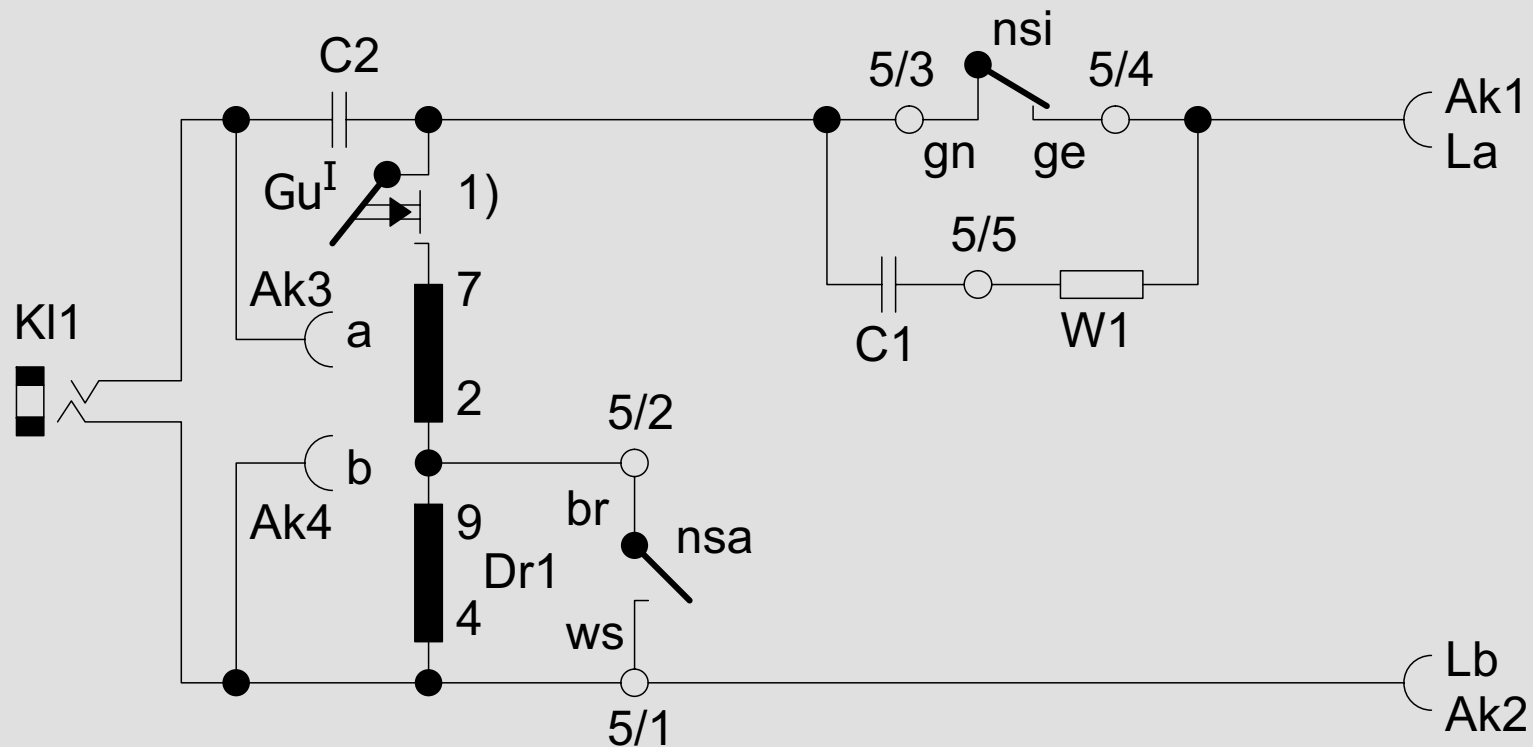 nsi
C2
5/3
5/4
Ak1
gn
ge
La
Guᴵ
1)
5/5
Ak3
7
Kl1
a
C1
W1
2
5/2
b
br
Ak4
9
nsa
Dr1
4
ws
Lb
5/1
Ak2